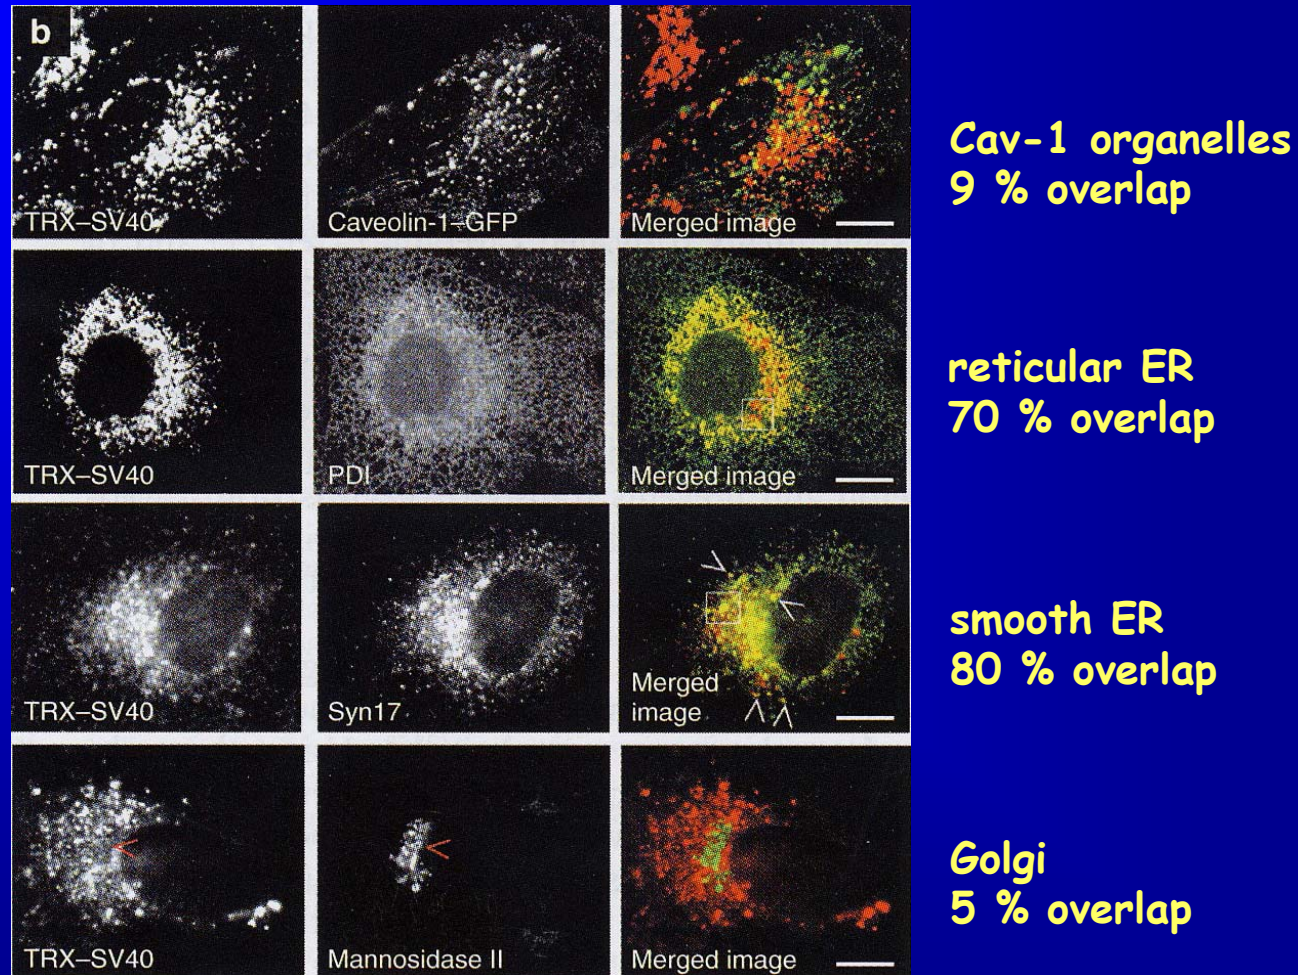 b
TRX–SV40
Caveolin-1–GFP
Merged image
Cav-1 organelles
9 % overlap
TRX–SV40
PDI
Merged image
reticular ER
70 % overlap
TRX–SV40
Syn17
Merged
image
smooth ER
80 % overlap
TRX–SV40
Mannosidase II
Merged image
Golgi
5 % overlap